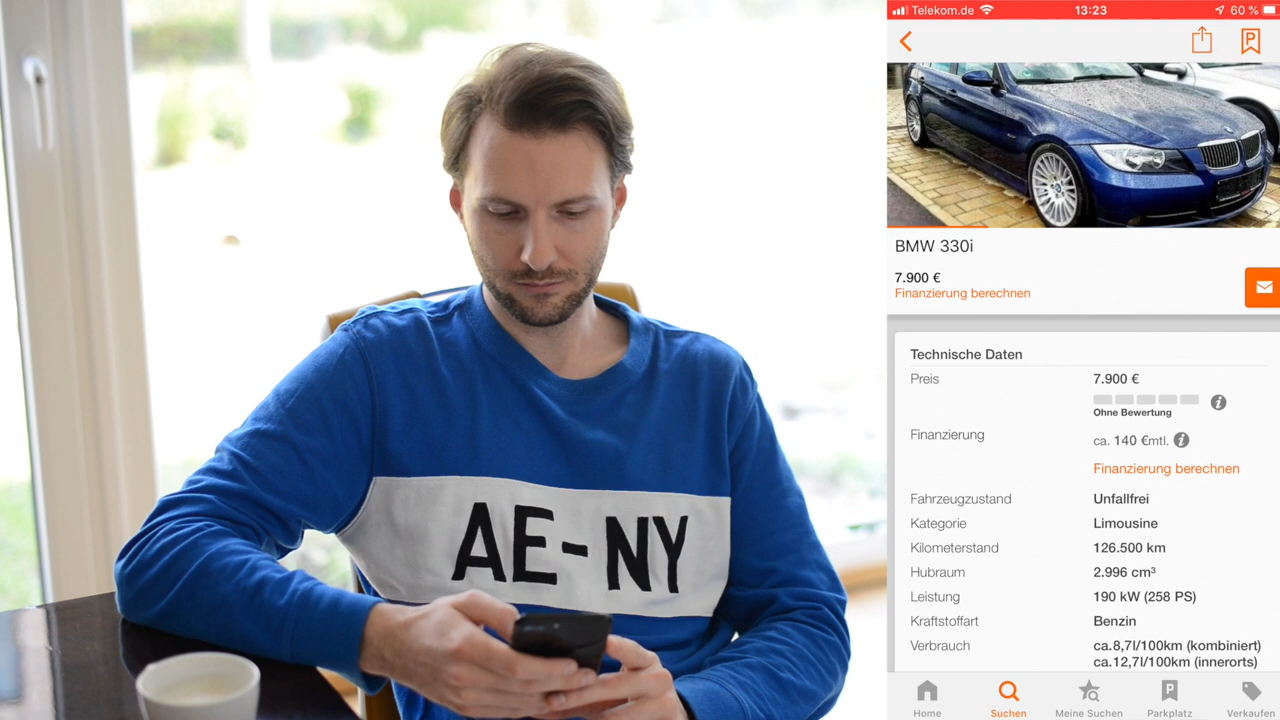 AE-NY
Telekom.de 13:23 60 %
BMW 330i
7.900 €
Finanzierung berechnen
Technische Daten
Preis 7.900 €
Ohne Bewertung
Finanzierung ca. 140 €mtl.
Finanzierung berechnen
Fahrzeugzustand Unfallfrei
Kategorie Limousine
Kilometerstand 126.500 km
Hubraum 2.996 cm³
Leistung 190 kW (258 PS)
Kraftstoffart Benzin
Verbrauch ca.8,7l/100km (kombiniert)
ca.12,7l/100km (innerorts)
Home Suchen Meine Suchen Parkplatz Verkaufen